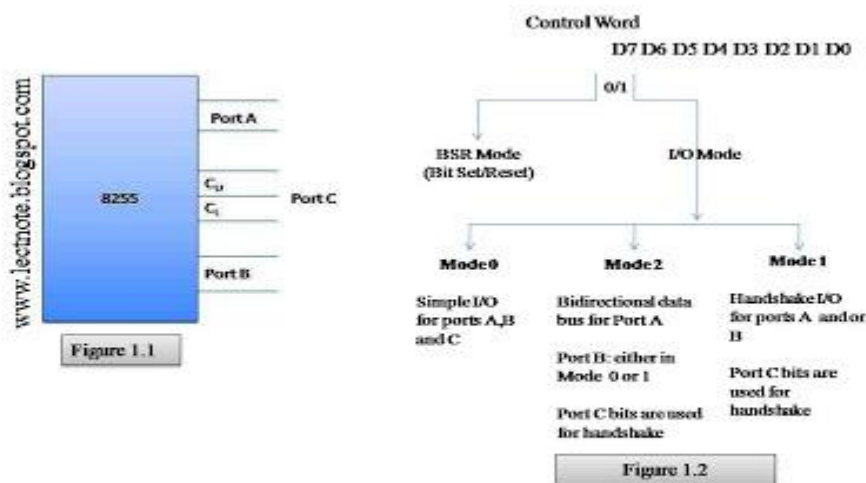 www.lectnote.blogspot.com
8255
Port A
CU
CL
Port C
Port B
Figure 1.1
Control Word
D7 D6 D5 D4 D3 D2 D1 D0
0/1
BSR Mode
(Bit Set/Reset)
I/O Mode
Mode 0
Simple I/O
for ports A,B
and C
Mode 2
Bidirectional data
bus for Port A
Port B: either in
Mode 0 or 1
Port C bits are used
for handshake
Mode 1
Handshake I/O
for ports A and/or
B
Port C bits are
used for
handshake
Figure 1.2